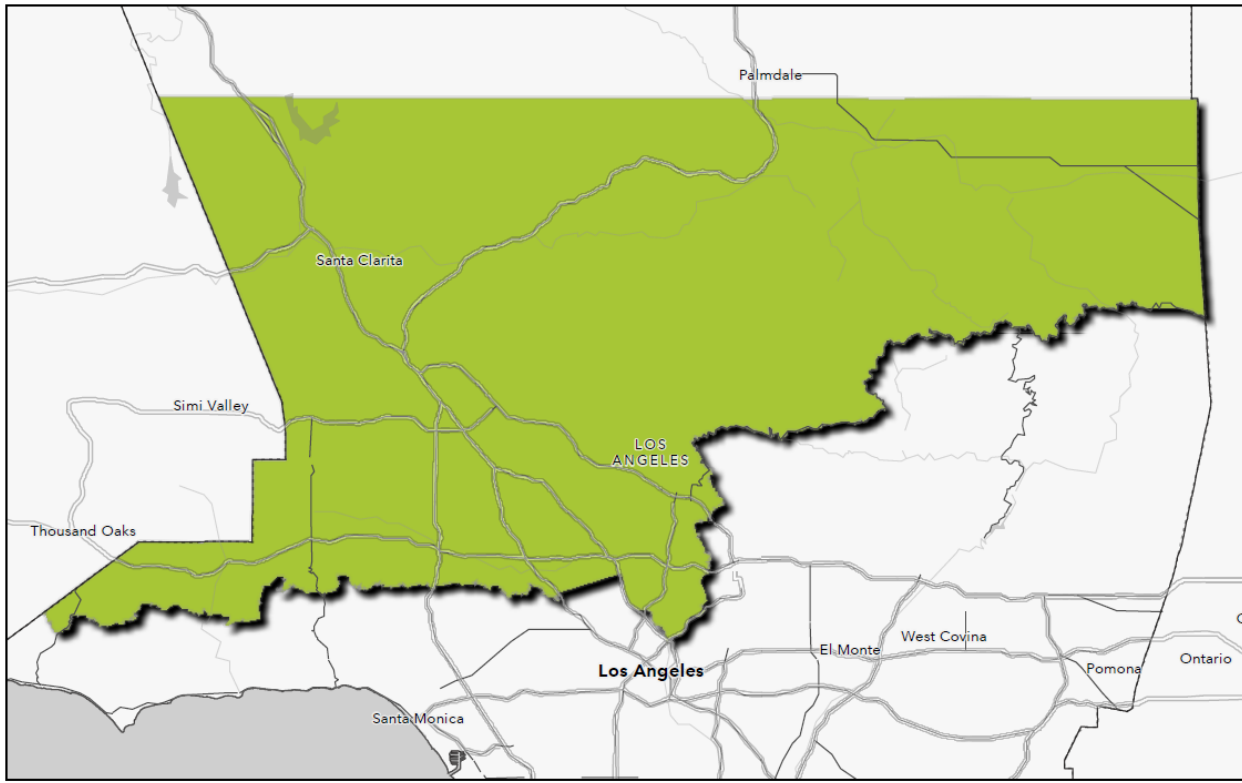 Palmdale
Santa Clarita
Simi Valley
LOS
ANGELES
Thousand Oaks
West Covina
El Monte
Ontario
Pomona
Los Angeles
Santa Monica